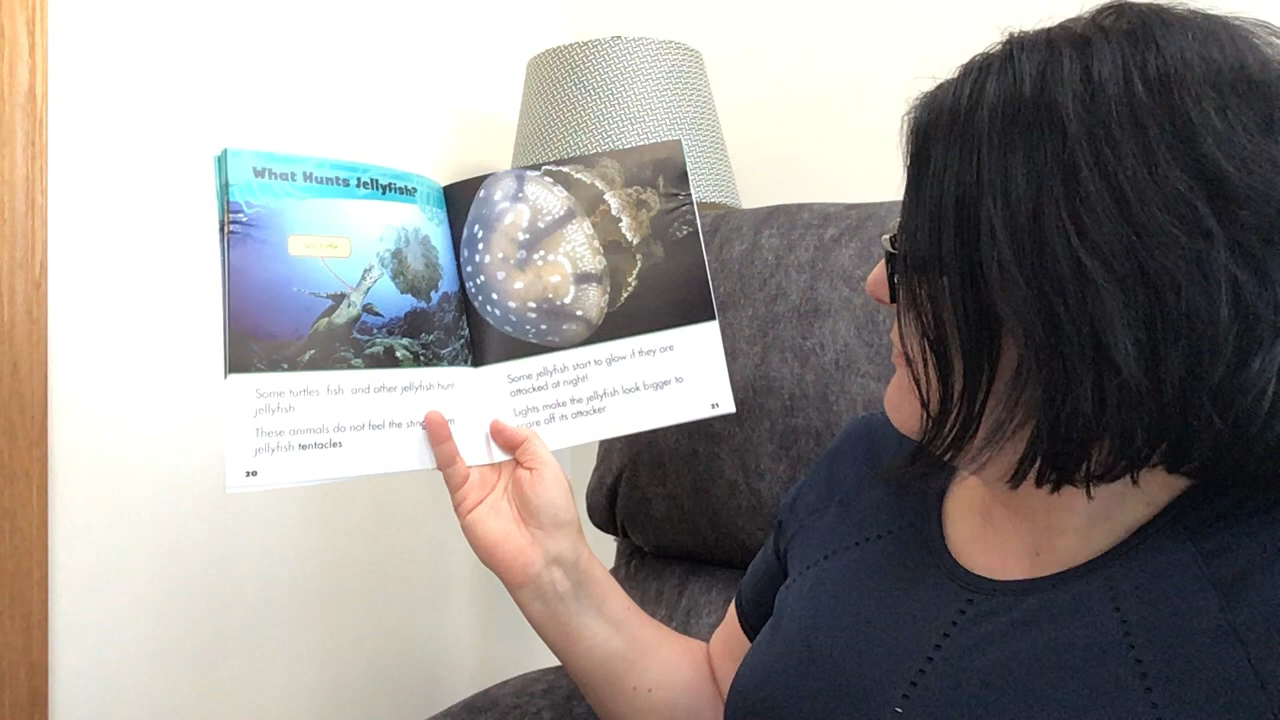 What Hunts Jellyfish?
Some turtles fish and other jellyfish hunt
jellyfish
These animals do not feel the sting
jellyfish tentacles
20
Some jellyfish start to glow if they are
attacked at night!
Lights make the jellyfish look bigger to
scare off its attacker
21